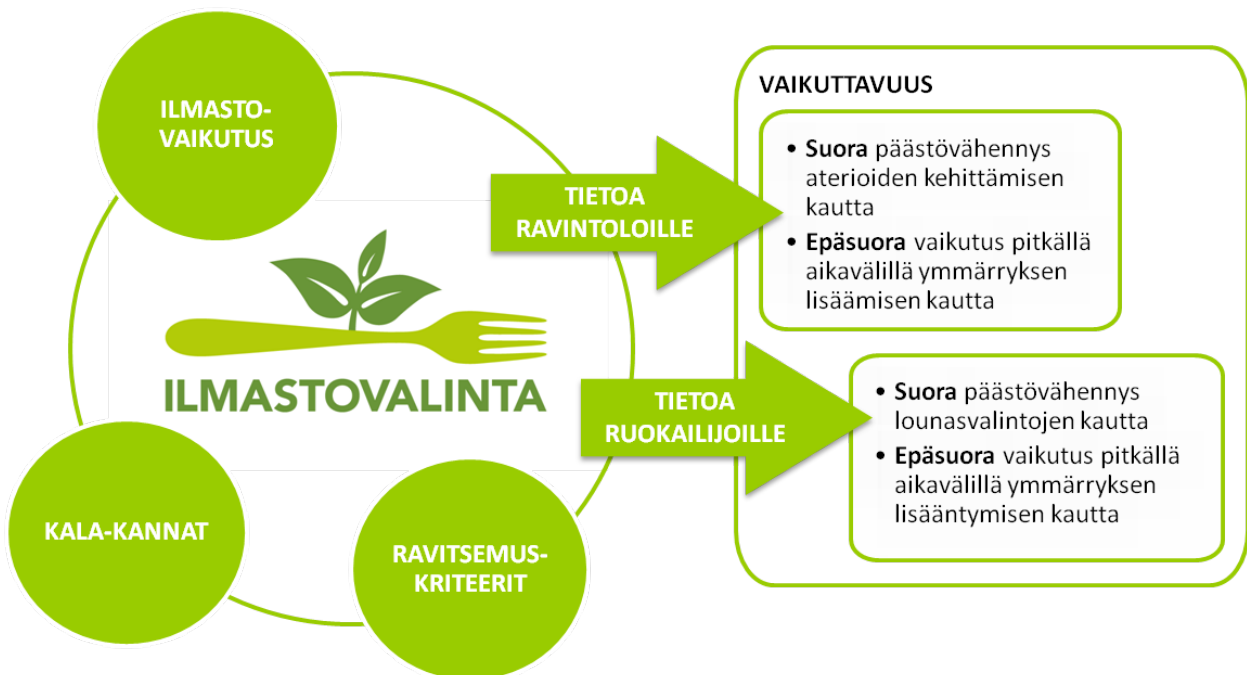 ILMASTO-
VAIKUTUS
ILMASTOVALINTA
KALA-KANNAT
RAVITSEMUS-
KRITEERIT
TIETOA
RAVINTOLOILLE
TIETOA
RUOKAILIJOILLE
VAIKUTTAVUUS
• Suora päästövähennys
aterioiden kehittämisen
kautta
• Epäsuora vaikutus pitkällä
aikavälillä ymmärryksen
lisäämisen kautta
• Suora päästövähennys
lounasvalintojen kautta
• Epäsuora vaikutus pitkällä
aikavälillä ymmärryksen
lisääntymisen kautta